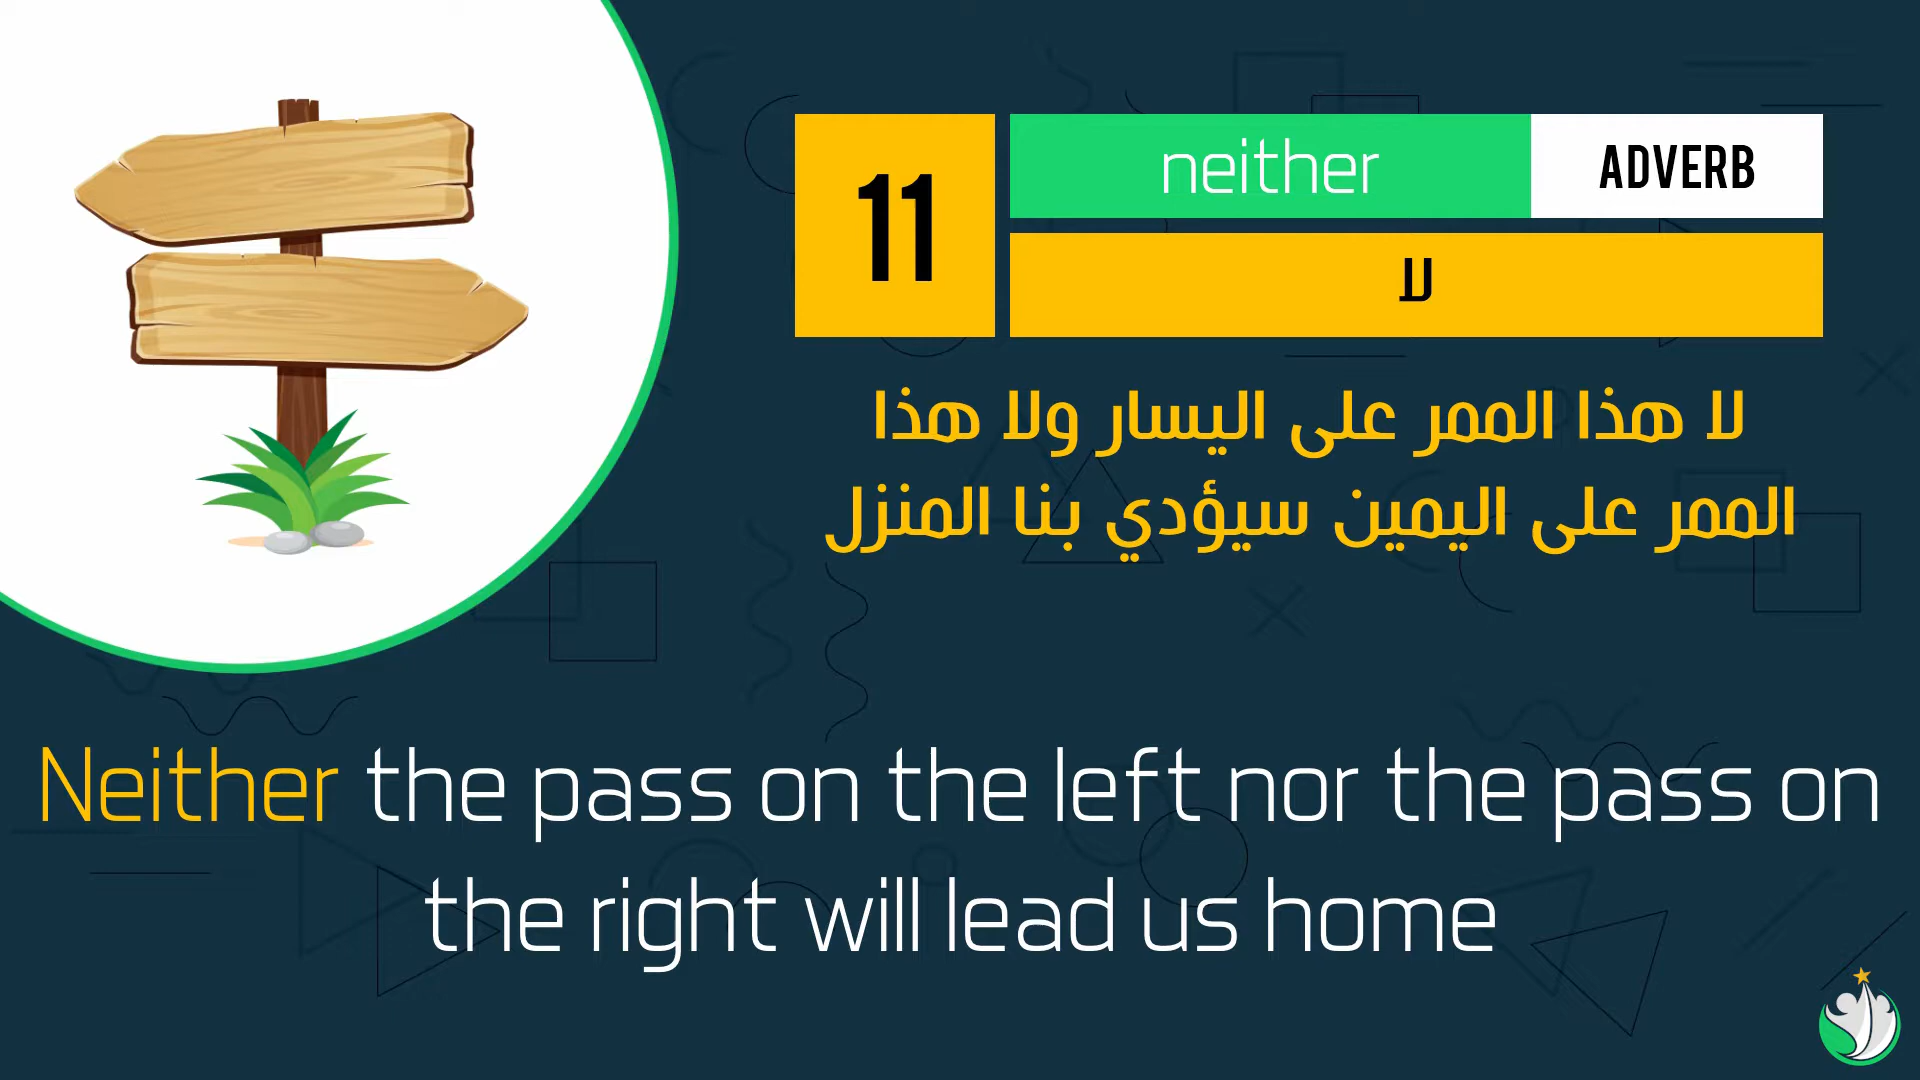 11
neither
ADVERB
لا
لا هذا الممر على اليسار ولا هذا
الممر على اليمين سيؤدي بنا المنزل
Neither the pass on the left nor the pass on
the right will lead us home